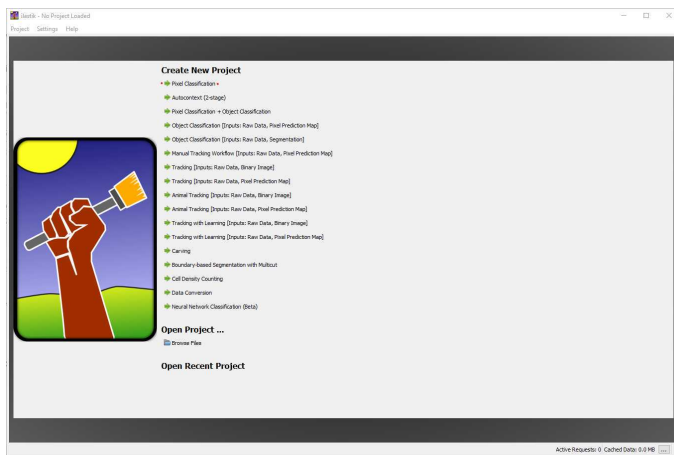 ilastik - No Project Loaded
Project Settings Help
Create New Project
Pixel Classification
Autocontext (2-stage)
Pixel Classification + Object Classification
Object Classification [Inputs: Raw Data, Pixel Prediction Map]
Object Classification [Inputs: Raw Data, Segmentation]
Manual Tracking Workflow [Inputs: Raw Data, Pixel Prediction Map]
Tracking [Inputs: Raw Data, Binary Image]
Tracking [Inputs: Raw Data, Pixel Prediction Map]
Animal Tracking [Inputs: Raw Data, Binary Image]
Animal Tracking [Inputs: Raw Data, Pixel Prediction Map]
Tracking with Learning [Inputs: Raw Data, Binary Image]
Tracking with Learning [Inputs: Raw Data, Pixel Prediction Map]
Carving
Boundary-based Segmentation with Multicut
Cell Density Counting
Data Conversion
Neural Network Classification (Beta)
Open Project ...
Browse Files
Open Recent Project
Active Requests: 0 Cached Data: 0.0 MB ...